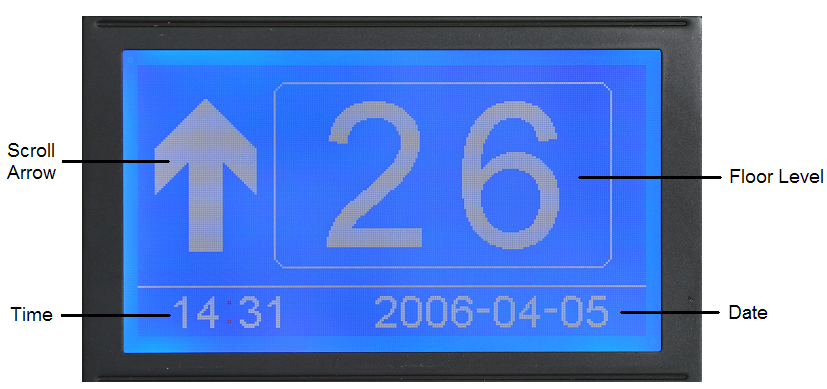 Scroll
Arrow
26
Floor Level
Time
14:31
2006-04-05
Date